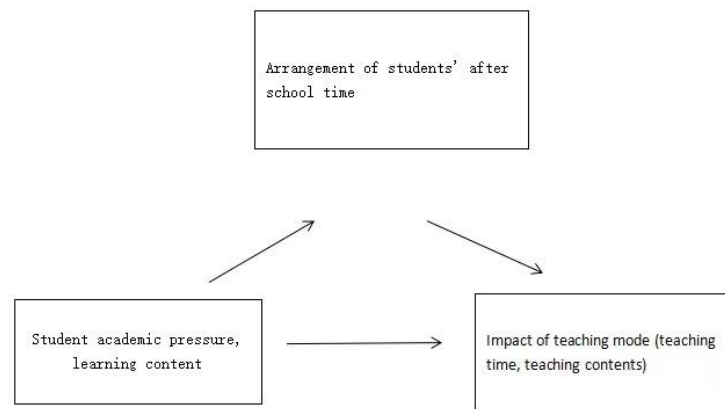 Arrangement of students' after
school time
Student academic pressure,
learning content
Impact of teaching mode (teaching
time, teaching contents)